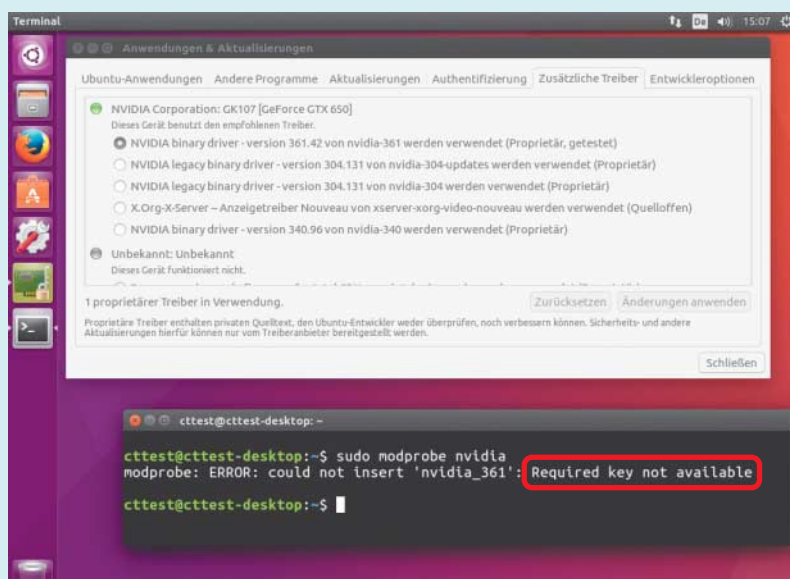 Terminal
De 15:07
Anwendungen & Aktualisierungen
Ubuntu-Anwendungen Andere Programme Aktualisierungen Authentifizierung Zusätzliche Treiber Entwickleroptionen
NVIDIA Corporation: GK107 [GeForce GTX 650]
Dieses Gerät benutzt den empfohlenen Treiber.
NVIDIA binary driver - version 361.42 von nvidia-361 werden verwendet (Proprietär, getestet)
NVIDIA legacy binary driver - version 304.131 von nvidia-304-updates werden verwendet (Proprietär)
NVIDIA legacy binary driver - version 304.131 von nvidia-304 werden verwendet (Proprietär)
X.Org-X-Server – Anzeigetreiber Nouveau von xserver-xorg-video-nouveau werden verwendet (Quelloffen)
NVIDIA binary driver - version 340.96 von nvidia-340 werden verwendet (Proprietär)
Unbekannt: Unbekannt
Dieses Gerät funktioniert nicht.
1 proprietärer Treiber in Verwendung. Zurücksetzen Änderungen anwenden
Proprietäre Treiber enthalten privaten Quelltext, den Ubuntu-Entwickler weder überprüfen, noch verbessern können. Sicherheits- und andere
Aktualisierungen hierfür können nur vom Treiberanbieter bereitgestellt werden.
Schließen
cttest@cttest-desktop: ~
cttest@cttest-desktop:~$ sudo modprobe nvidia
modprobe: ERROR: could not insert 'nvidia_361': Required key not available
cttest@cttest-desktop:~$